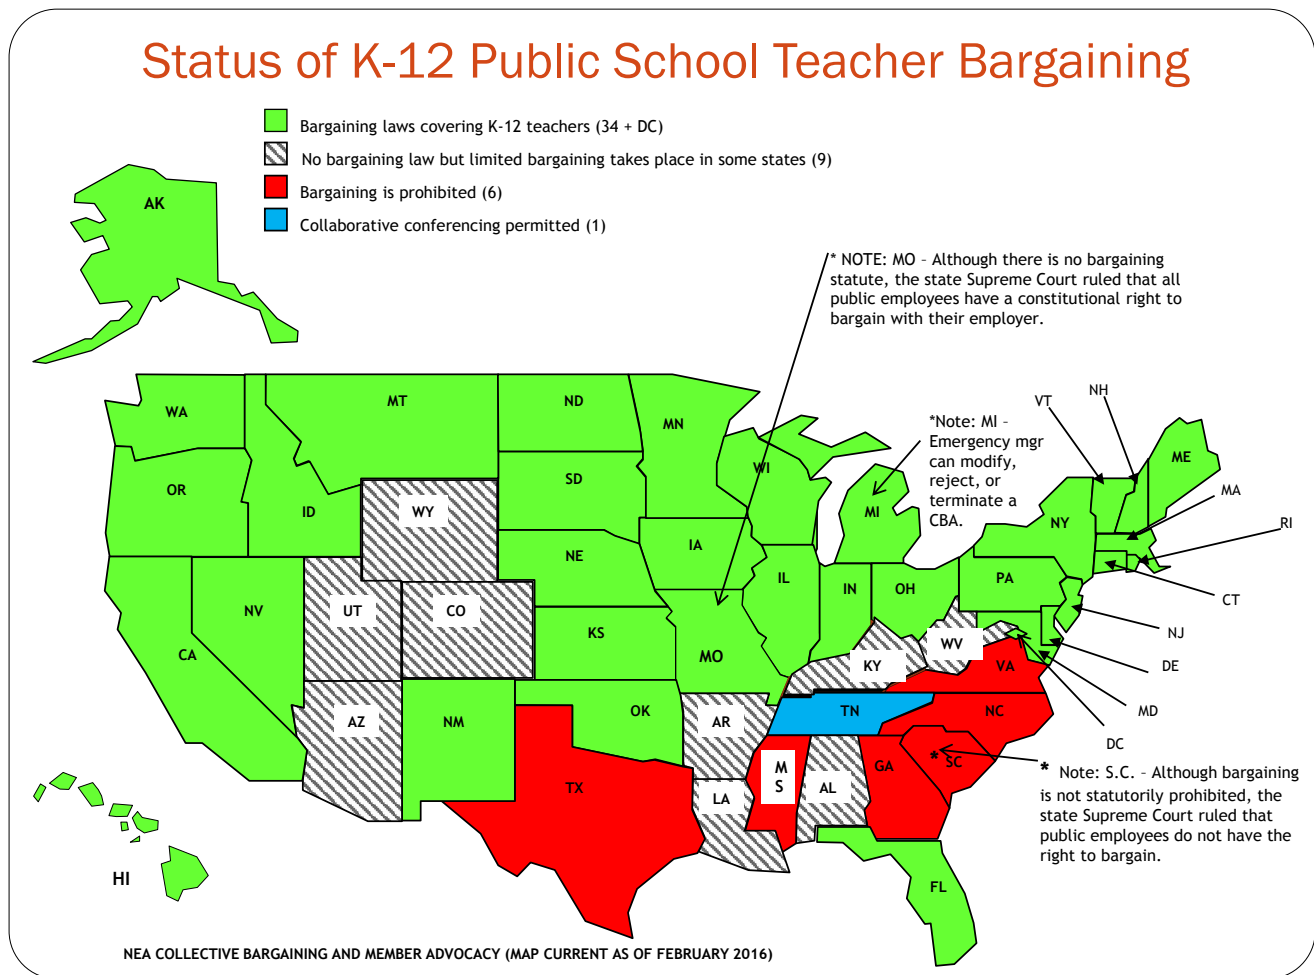 Status of K-12 Public School Teacher Bargaining
Bargaining laws covering K-12 teachers (34 + DC)
No bargaining law but limited bargaining takes place in some states (9)
Bargaining is prohibited (6)
Collaborative conferencing permitted (1)
AK
* NOTE: MO – Although there is no bargaining
statute, the state Supreme Court ruled that all
public employees have a constitutional right to
bargain with their employer.
*Note: MI –
Emergency mgr
can modify,
reject, or
terminate a
CBA.
WA
MT
ND
MN
VT
NH
OR
ID
WY
SD
WI
MI
NY
ME
MA
RI
NV
UT
CO
NE
IA
IL
IN
OH
PA
CT
NJ
CA
KS
MO
KY
WV
VA
DE
MD
DC
AZ
NM
OK
AR
TN
NC
TX
LA
M
S
AL
GA
* SC
* Note: S.C. – Although bargaining
is not statutorily prohibited, the
state Supreme Court ruled that
public employees do not have the
right to bargain.
HI
FL
NEA COLLECTIVE BARGAINING AND MEMBER ADVOCACY (MAP CURRENT AS OF FEBRUARY 2016)